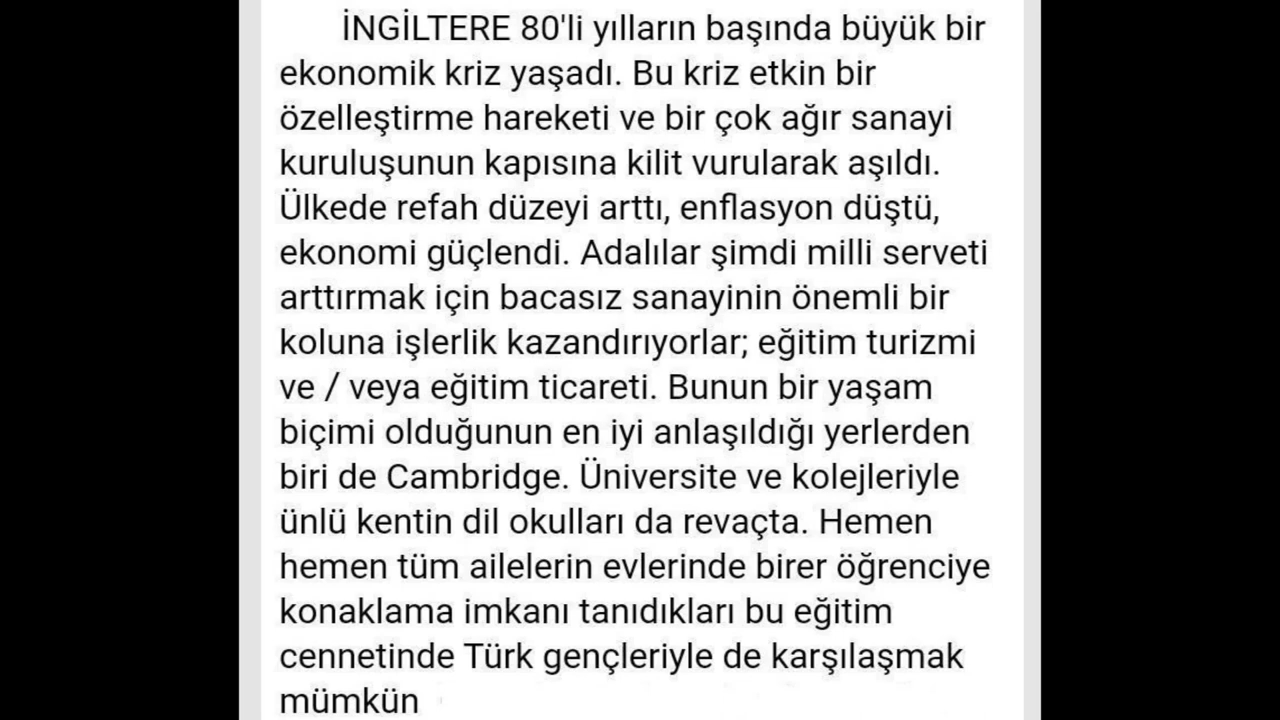 İNGİLTERE 80'li yılların başında büyük bir
ekonomik kriz yaşadı. Bu kriz etkin bir
özelleştirme hareketi ve bir çok ağır sanayi
kuruluşunun kapısına kilit vurularak aşıldı.
Ülkede refah düzeyi arttı, enflasyon düştü,
ekonomi güçlendi. Adalılar şimdi milli serveti
arttırmak için bacasız sanayinin önemli bir
koluna işlerlik kazandırıyorlar; eğitim turizmi
ve / veya eğitim ticareti. Bunun bir yaşam
biçimi olduğunun en iyi anlaşıldığı yerlerden
biri de Cambridge. Üniversite ve kolejleriyle
ünlü kentin dil okulları da revaçta. Hemen
hemen tüm ailelerin evlerinde birer öğrenciye
konaklama imkanı tanıdıkları bu eğitim
cennetinde Türk gençleriyle de karşılaşmak
mümkün